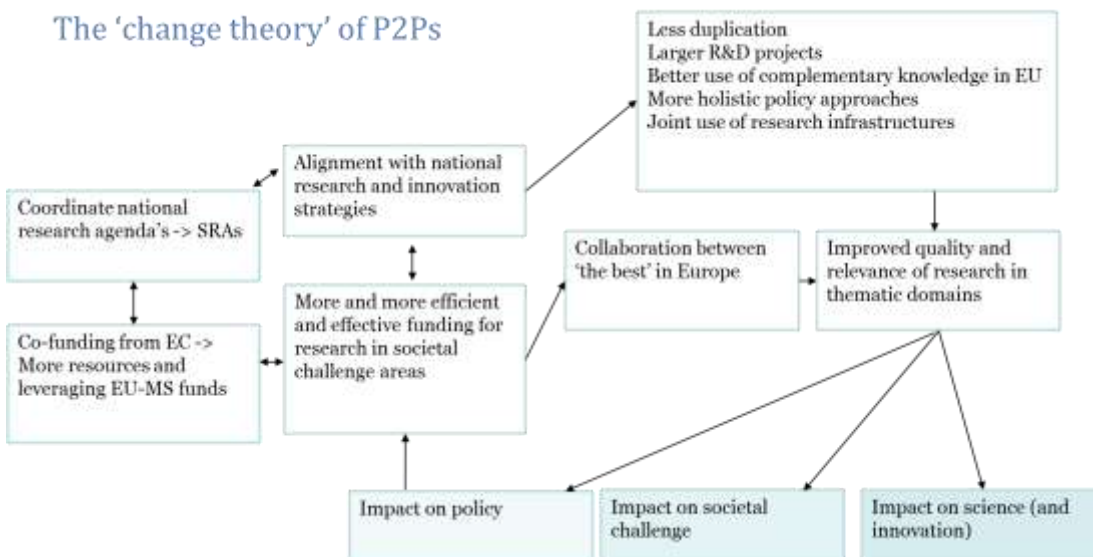 The 'change theory' of P2Ps
Less duplication
Larger R&D projects
Better use of complementary knowledge in EU
More holistic policy approaches
Joint use of research infrastructures
Alignment with national
research and innovation
strategies
Coordinate national
research agenda's -> SRAs
Collaboration between
'the best' in Europe
Improved quality and
relevance of research in
thematic domains
More and more efficient
and effective funding for
research in societal
challenge areas
Co-funding from EC ->
More resources and
leveraging EU-MS funds
Impact on policy
Impact on societal
challenge
Impact on science (and
innovation)